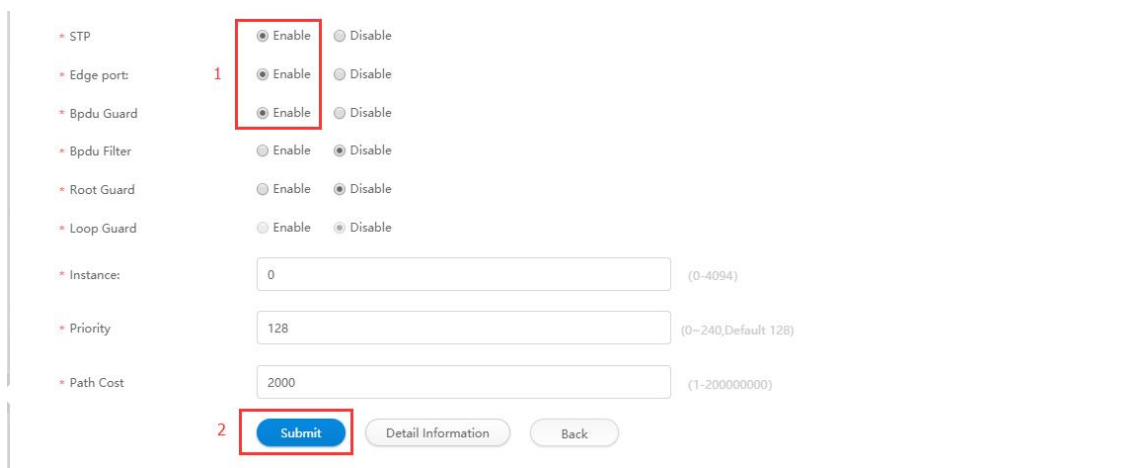 * STP Enable Disable
* Edge port: 1 Enable Disable
* Bpdu Guard Enable Disable
* Bpdu Filter Enable Disable
* Root Guard Enable Disable
* Loop Guard Enable Disable
* Instance: 0 (0-4094)
* Priority 128 (0~240,Default 128)
* Path Cost 2000 (1-200000000)
2 Submit Detail Information Back